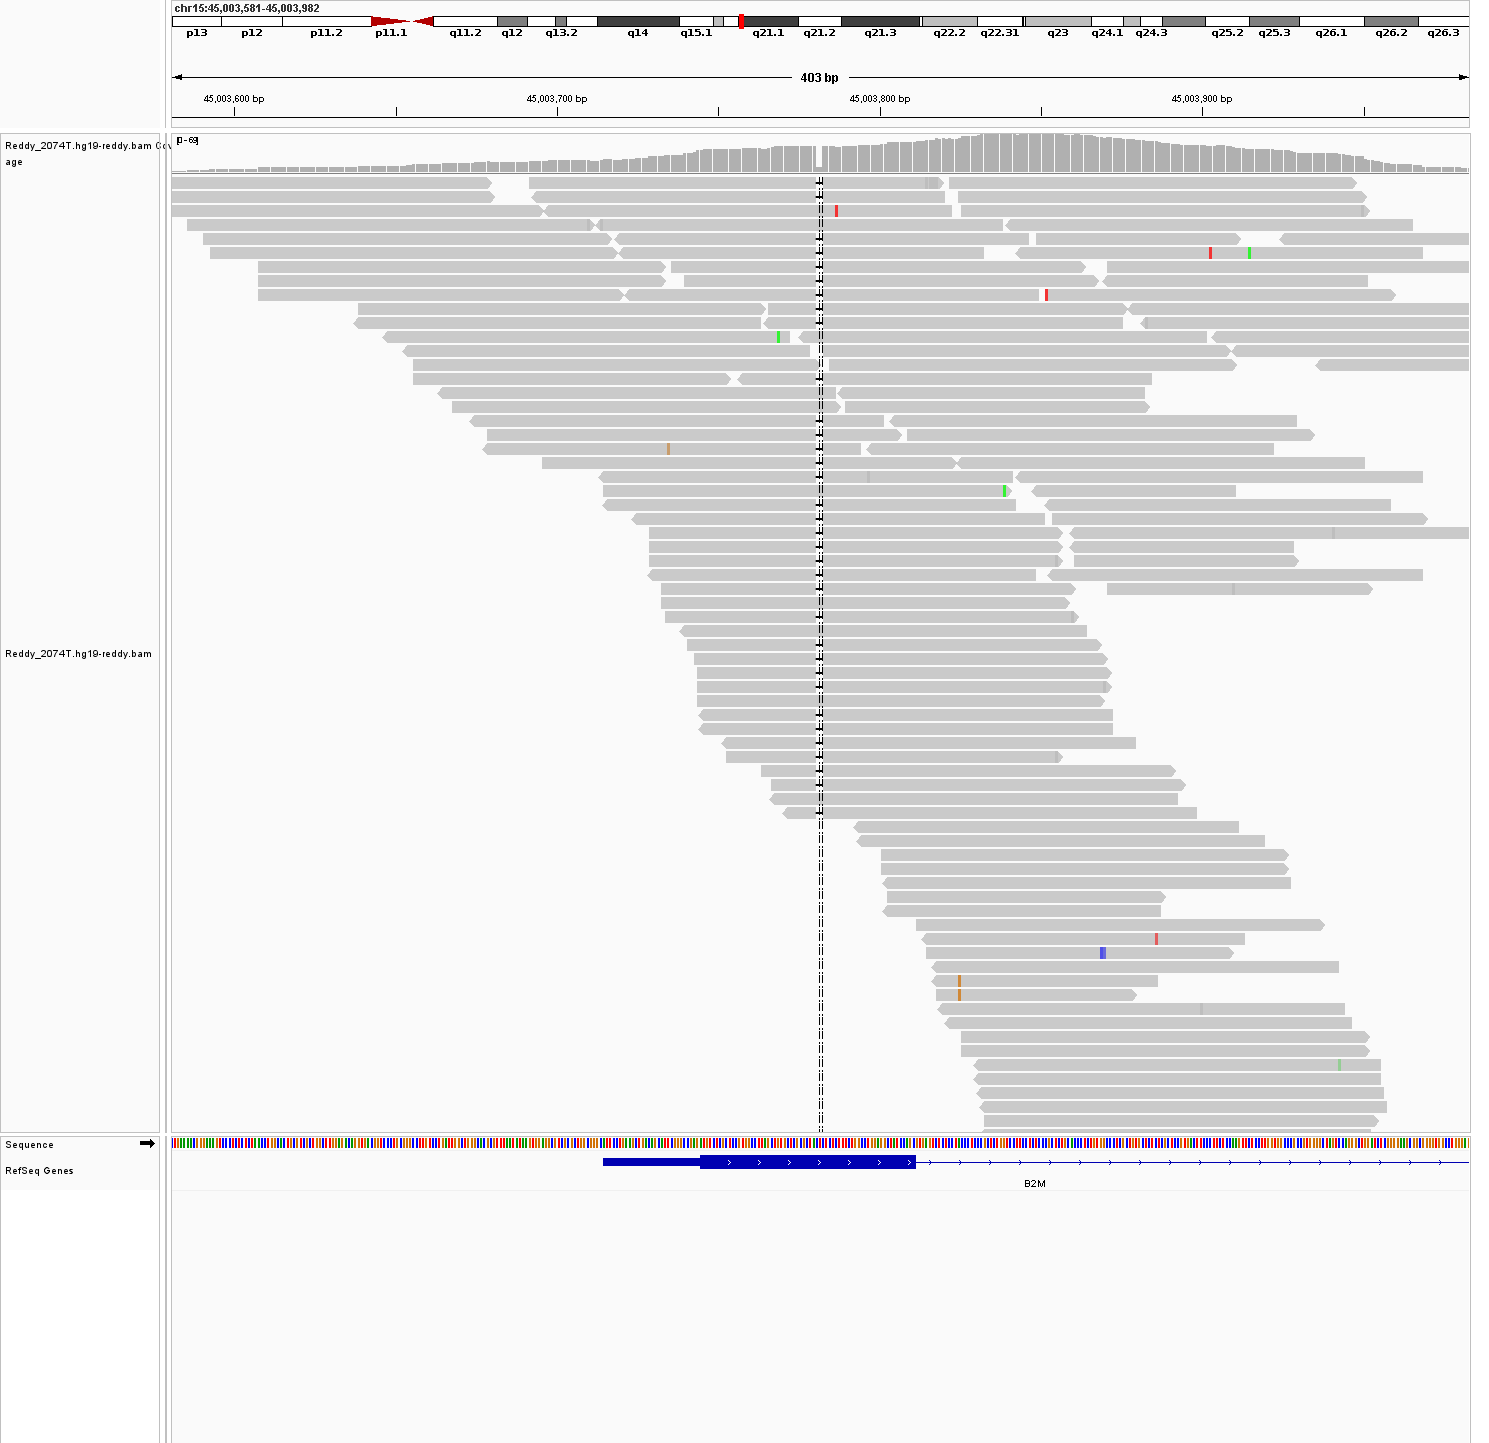 chr15:45,003,581-45,003,982
p13 p12 p11.2 p11.1 q11.2 q12 q13.2 q14 q15.1 q21.1 q21.2 q21.3 q22.2 q22.31 q23 q24.1 q24.3 q25.2 q25.3 q26.1 q26.2 q26.3
403 bp
45,003,600 bp 45,003,700 bp 45,003,800 bp 45,003,900 bp
Reddy_2074T.hg19-reddy.bam Cov
age
[0-69]
Reddy_2074T.hg19-reddy.bam
Sequence
RefSeq Genes
B2M